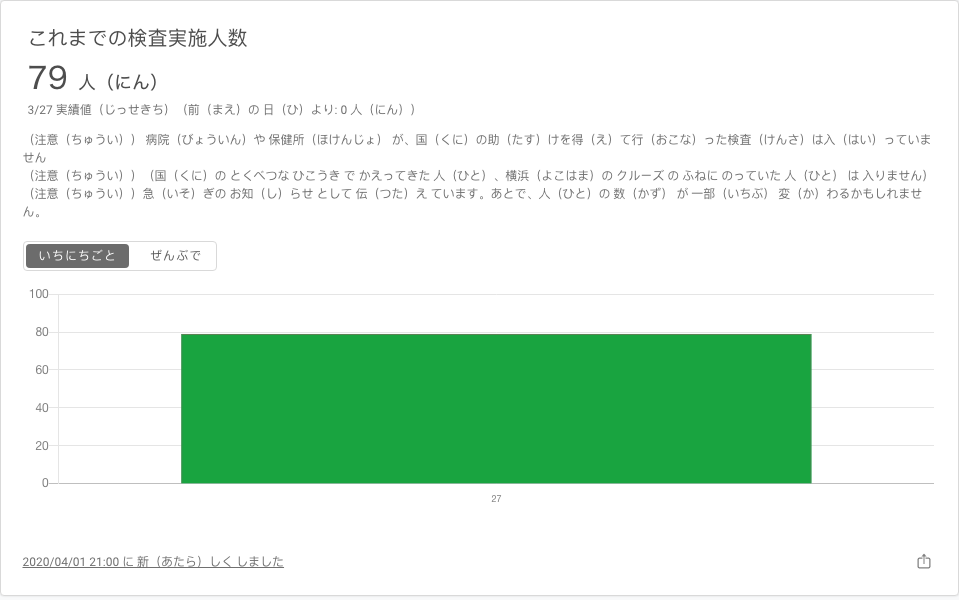 これまでの検査実施人数
79 人（にん）
3/27 実績値（じっせきち）（前（まえ）の 日（ひ）より: 0 人（にん））
（注意（ちゅうい）） 病院（びょういん）や 保健所（ほけんじょ） が、国（くに）の助（たす）けを得（え）て行（おこな）った検査（けんさ）は入（はい）っていま
せん
（注意（ちゅうい））（国（くに）の とくべつな ひこうき で かえってきた 人（ひと）、横浜（よこはま）の クルーズ の ふねに のっていた 人（ひと） は 入りません）
（注意（ちゅうい））急（いそ）ぎの お知（し）らせ として 伝（つた）え ています。あとで、人（ひと）の 数（かず） が 一部（いちぶ） 変（か）わるかもしれませ
ん。
いちにちごと ぜんぶで
100
80
60
40
20
0
27
2020/04/01 21:00 に 新（あたら）しく しました